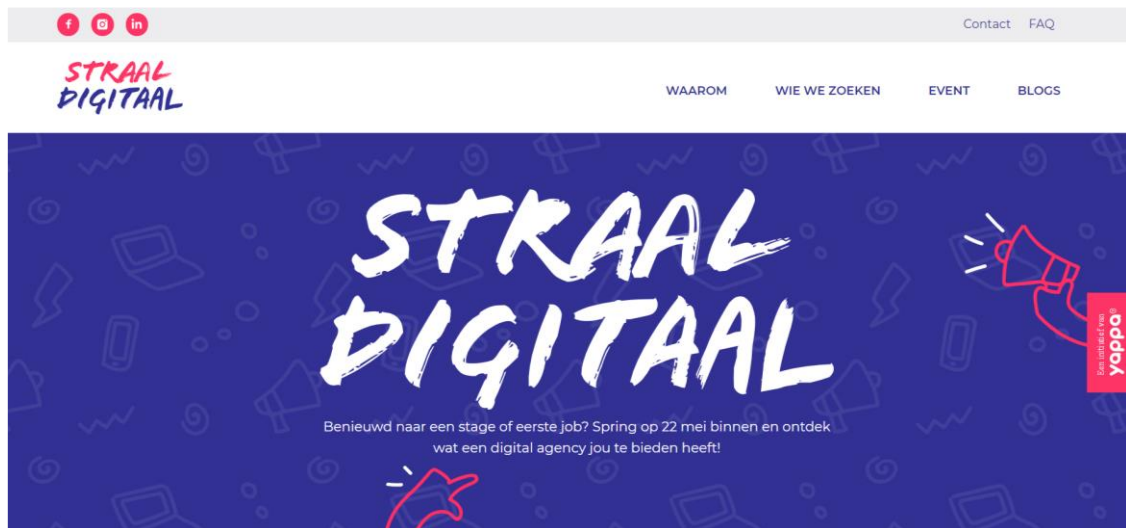 Contact FAQ
STRAAL
DIGITAAL
WAAROM WIE WE ZOEKEN EVENT BLOGS
STRAAL
DIGITAAL
Benieuwd naar een stage of eerste job? Spring op 22 mei binnen en ontdek
wat een digital agency jou te bieden heeft!
Een initiatief van
yappa®